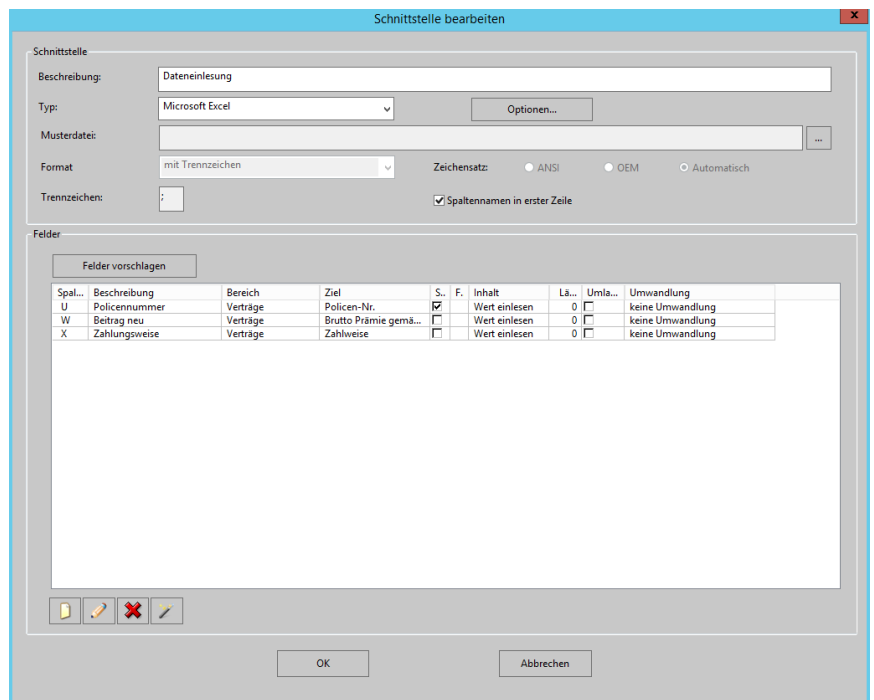 Schnittstelle bearbeiten
x
Schnittstelle
Beschreibung: Dateneinlesung
Typ: Microsoft Excel Optionen...
Musterdatei: ...
Format mit Trennzeichen Zeichensatz: ANSI OEM Automatisch
Trennzeichen: ; Spaltennamen in erster Zeile
Felder
Felder vorschlagen
Spal... Beschreibung Bereich Ziel S.. F. Inhalt Lä... Umla... Umwandlung
U Policennummer Verträge Policen-Nr. Wert einlesen 0 keine Umwandlung
W Beitrag neu Verträge Brutto Prämie gemä... Wert einlesen 0 keine Umwandlung
X Zahlungsweise Verträge Zahlweise Wert einlesen 0 keine Umwandlung
OK Abbrechen